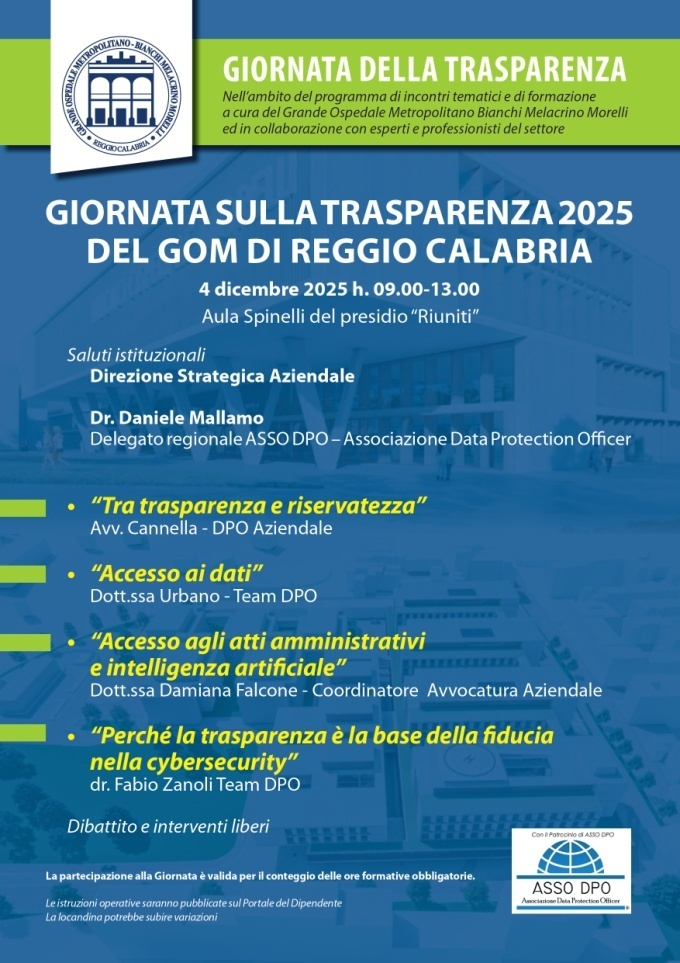 GRANDE OSPEDALE METROPOLITANO - BIANCHI MELACRINO MORELLI
REGGIO CALABRIA
GIORNATA DELLA TRASPARENZA
Nell'ambito del programma di incontri tematici e di formazione
a cura del Grande Ospedale Metropolitano Bianchi Melacrino Morelli
ed in collaborazione con esperti e professionisti del settore
GIORNATA SULLA TRASPARENZA 2025
DEL GOM DI REGGIO CALABRIA
4 dicembre 2025 h. 09.00-13.00
Aula Spinelli del presidio “Riuniti”
Saluti istituzionali
Direzione Strategica Aziendale
Dr. Daniele Mallamo
Delegato regionale ASSO DPO – Associazione Data Protection Officer
• “Tra trasparenza e riservatezza”
Avv. Cannella - DPO Aziendale
• “Accesso ai dati”
Dott.ssa Urbano - Team DPO
• “Accesso agli atti amministrativi
e intelligenza artificiale”
Dott.ssa Damiana Falcone - Coordinatore Avvocatura Aziendale
• “Perché la trasparenza è la base della fiducia
nella cybersecurity”
dr. Fabio Zanoli Team DPO
Dibattito e interventi liberi
Con il Patrocinio di ASSO DPO
ASSO DPO
Associazione Data Protection Officer
La partecipazione alla Giornata è valida per il conteggio delle ore formative obbligatorie.
Le istruzioni operative saranno pubblicate sul Portale del Dipendente
La locandina potrebbe subire variazioni